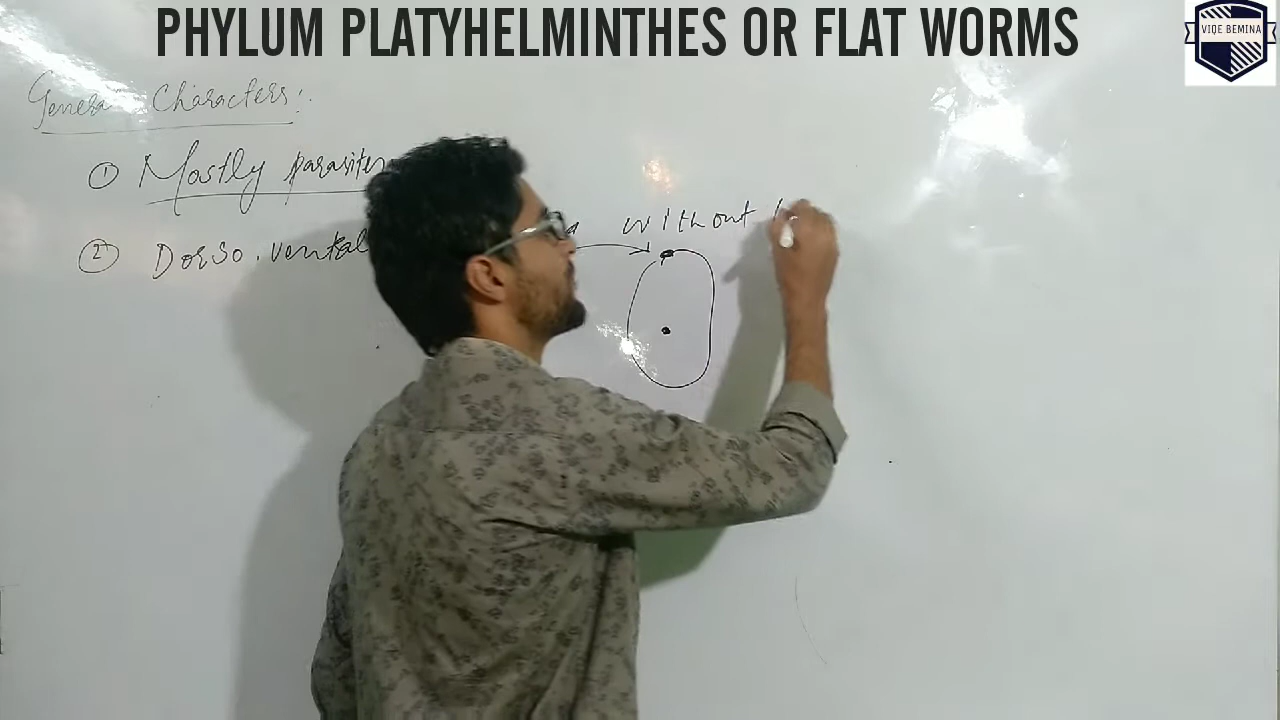 PHYLUM PLATYHELMINTHES OR FLAT WORMS
VIQE BEMINA
General Characters:.
① Mostly parasites
② Dorso.ventral
without